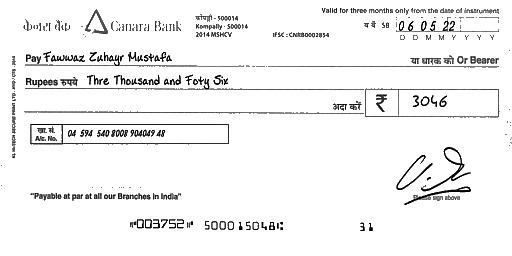 Valid for three months only from the date of instrument
केनरा बैंक Canara Bank
कोंपल्ली - 500014
Kompally - 500014
2014 MSHCV
IFSC : CNRB0002854
SB 06 05 22
D D M M Y Y Y Y
Pay Fawwaz Zuhayr Mustafa या धारक को Or Bearer
Rupees रुपये Thre Thousand and Foty Six
अदा करें ₹ 3046
खा. सं.
A/c. No. 04 594 540 8008 904049 48
Please sign above
"Payable at par at all our Branches in India"
⑈003752⑈ 500015048⑆ 31